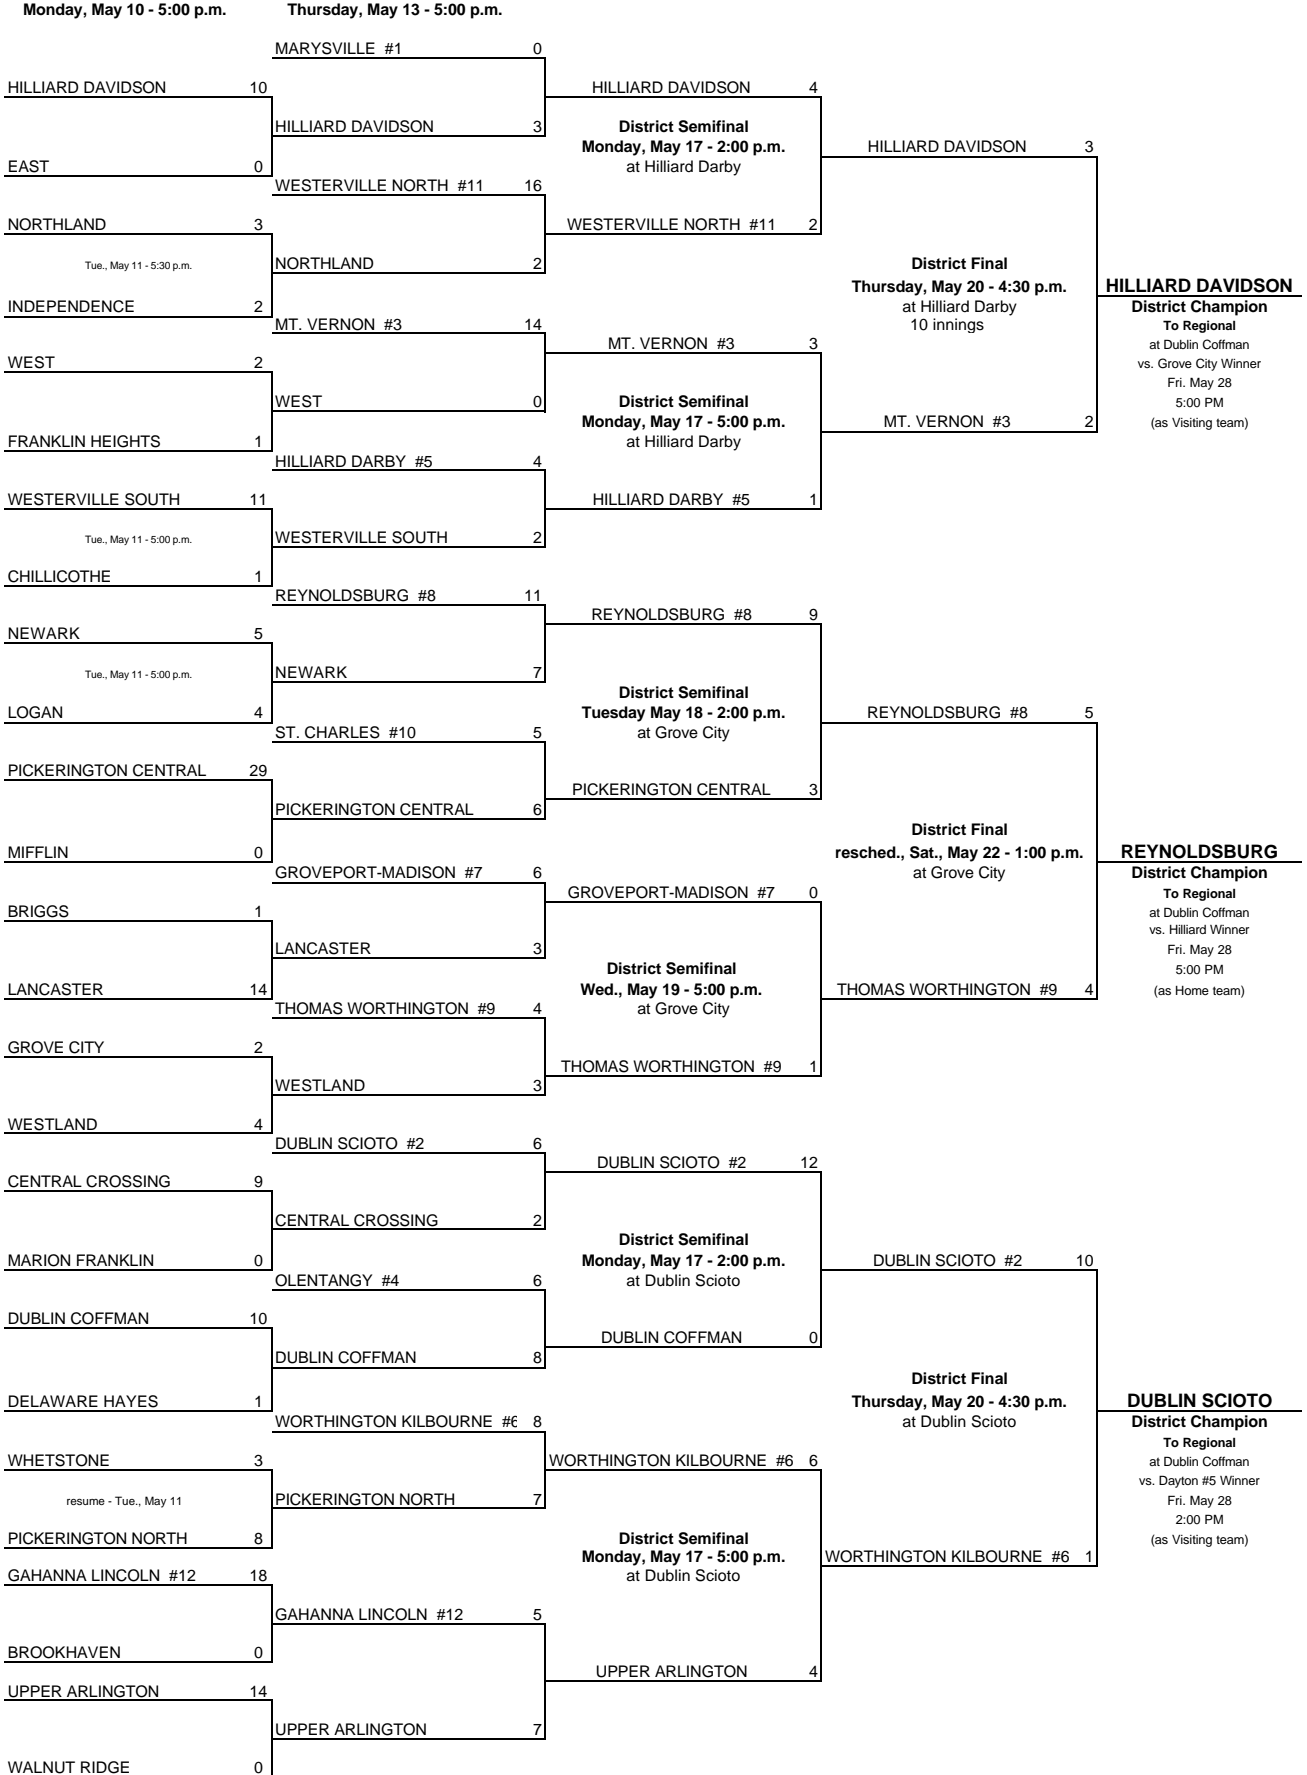 Monday, May 10 - 5:00 p.m.
Thursday, May 13 - 5:00 p.m.
MARYSVILLE #1 0
HILLIARD DAVIDSON 10
HILLIARD DAVIDSON 4
HILLIARD DAVIDSON 3
District Semifinal
Monday, May 17 - 2:00 p.m.
HILLIARD DAVIDSON 3
EAST 0
at Hilliard Darby
WESTERVILLE NORTH #11 16
NORTHLAND 3
WESTERVILLE NORTH #11 2
Tue., May 11 - 5:30 p.m.
NORTHLAND 2
District Final
Thursday, May 20 - 4:30 p.m.
HILLIARD DAVIDSON
INDEPENDENCE 2
at Hilliard Darby
District Champion
MT. VERNON #3 14
10 innings
To Regional
MT. VERNON #3 3
at Dublin Coffman
WEST 2
vs. Grove City Winner
Fri. May 28
WEST 0
District Semifinal
5:00 PM
Monday, May 17 - 5:00 p.m.
MT. VERNON #3 2
(as Visiting team)
FRANKLIN HEIGHTS 1
at Hilliard Darby
HILLIARD DARBY #5 4
WESTERVILLE SOUTH 11
HILLIARD DARBY #5 1
Tue., May 11 - 5:00 p.m.
WESTERVILLE SOUTH 2
CHILLICOTHE 1
REYNOLDSBURG #8 11
REYNOLDSBURG #8 9
NEWARK 5
Tue., May 11 - 5:00 p.m.
NEWARK 7
District Semifinal
LOGAN 4
Tuesday May 18 - 2:00 p.m.
REYNOLDSBURG #8 5
ST. CHARLES #10 5
at Grove City
PICKERINGTON CENTRAL 29
PICKERINGTON CENTRAL 3
PICKERINGTON CENTRAL 6
District Final
MIFFLIN 0
resched., Sat., May 22 - 1:00 p.m.
REYNOLDSBURG
GROVEPORT-MADISON #7 6
at Grove City
District Champion
GROVEPORT-MADISON #7 0
To Regional
BRIGGS 1
at Dublin Coffman
vs. Hilliard Winner
LANCASTER 3
Fri. May 28
District Semifinal
5:00 PM
LANCASTER 14
Wed., May 19 - 5:00 p.m.
THOMAS WORTHINGTON #9 4
(as Home team)
THOMAS WORTHINGTON #9 4
at Grove City
GROVE CITY 2
THOMAS WORTHINGTON #9 1
WESTLAND 3
WESTLAND 4
DUBLIN SCIOTO #2 6
DUBLIN SCIOTO #2 12
CENTRAL CROSSING 9
CENTRAL CROSSING 2
District Semifinal
MARION FRANKLIN 0
Monday, May 17 - 2:00 p.m.
DUBLIN SCIOTO #2 10
OLENTANGY #4 6
at Dublin Scioto
DUBLIN COFFMAN 10
DUBLIN COFFMAN 0
DUBLIN COFFMAN 8
District Final
DELAWARE HAYES 1
Thursday, May 20 - 4:30 p.m.
DUBLIN SCIOTO
WORTHINGTON KILBOURNE #6 8
at Dublin Scioto
District Champion
To Regional
WHETSTONE 3
WORTHINGTON KILBOURNE #6 6
at Dublin Coffman
vs. Dayton #5 Winner
resume - Tue., May 11
PICKERINGTON NORTH 7
Fri. May 28
2:00 PM
PICKERINGTON NORTH 8
District Semifinal
(as Visiting team)
Monday, May 17 - 5:00 p.m.
WORTHINGTON KILBOURNE #6 1
GAHANNA LINCOLN #12 18
at Dublin Scioto
GAHANNA LINCOLN #12 5
BROOKHAVEN 0
UPPER ARLINGTON 4
UPPER ARLINGTON 14
UPPER ARLINGTON 7
WALNUT RIDGE 0